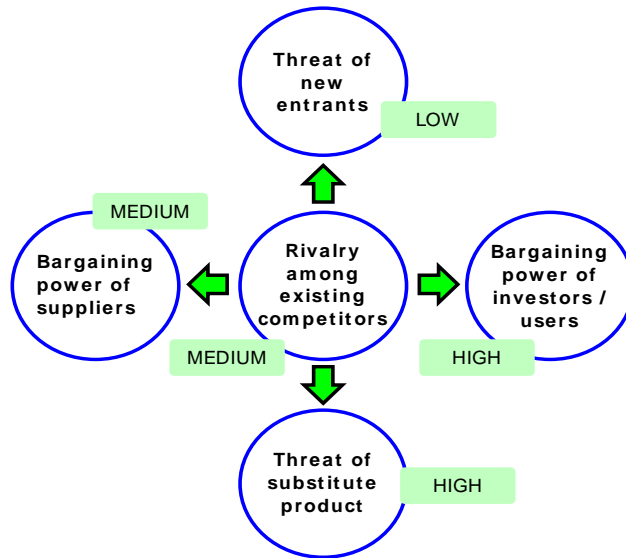 Threat of
new
entrants
LOW
MEDIUM
Bargaining
power of
suppliers
Rivalry
among
existing
competitors
MEDIUM
Bargaining
power of
investors /
users
HIGH
Threat of
substitute
product
HIGH